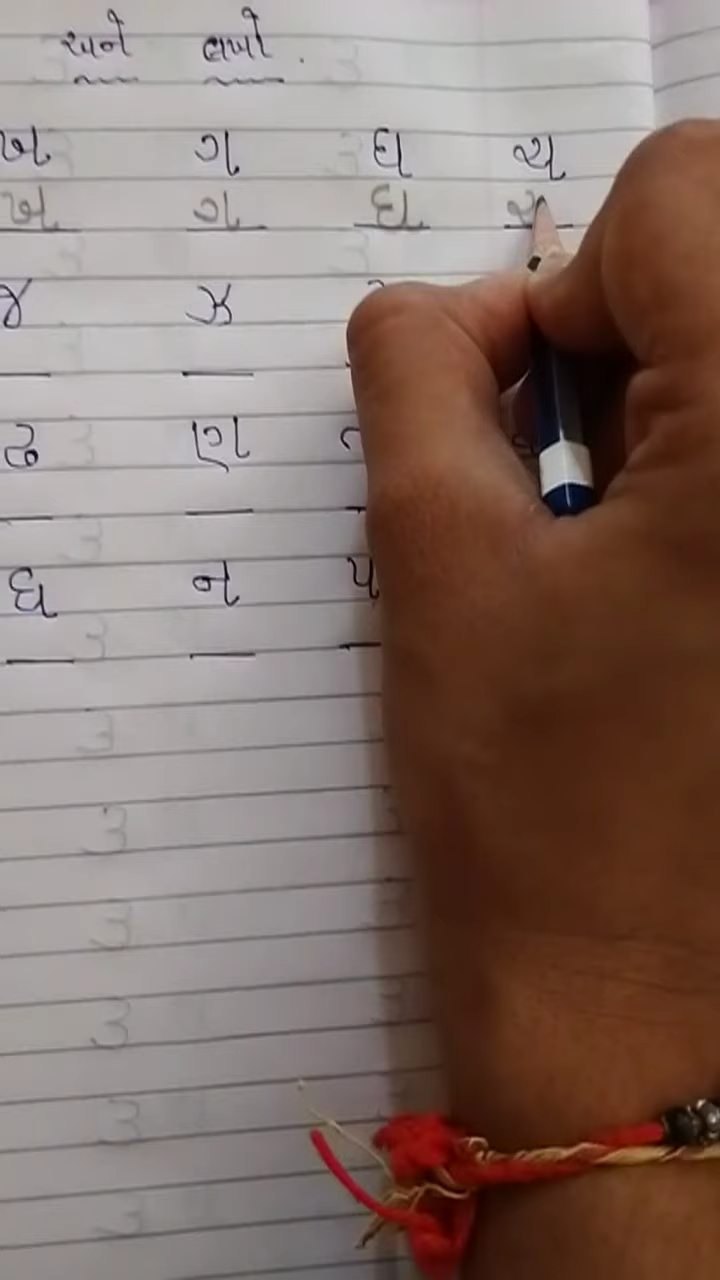 અને લખો.
ખ ગ ઘ ચ
ખ ગ ઘ ચ
જ ઝ
ઢ ણ ત
ધ ન પ